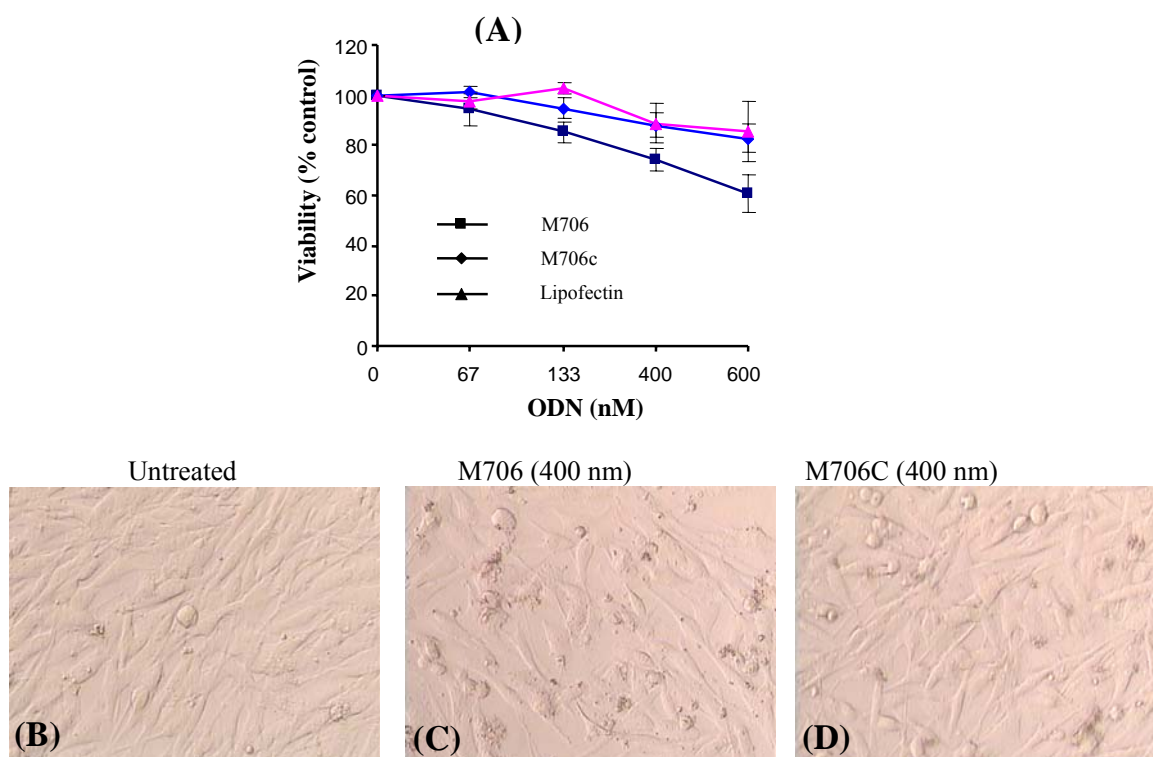 (A)
120
100
80
60
40
20
0
Viability (% control)
M706
M706c
Lipofectin
0 67 133 400 600
ODN (nM)
Untreated M706 (400 nm) M706C (400 nm)
(B) (C) (D)